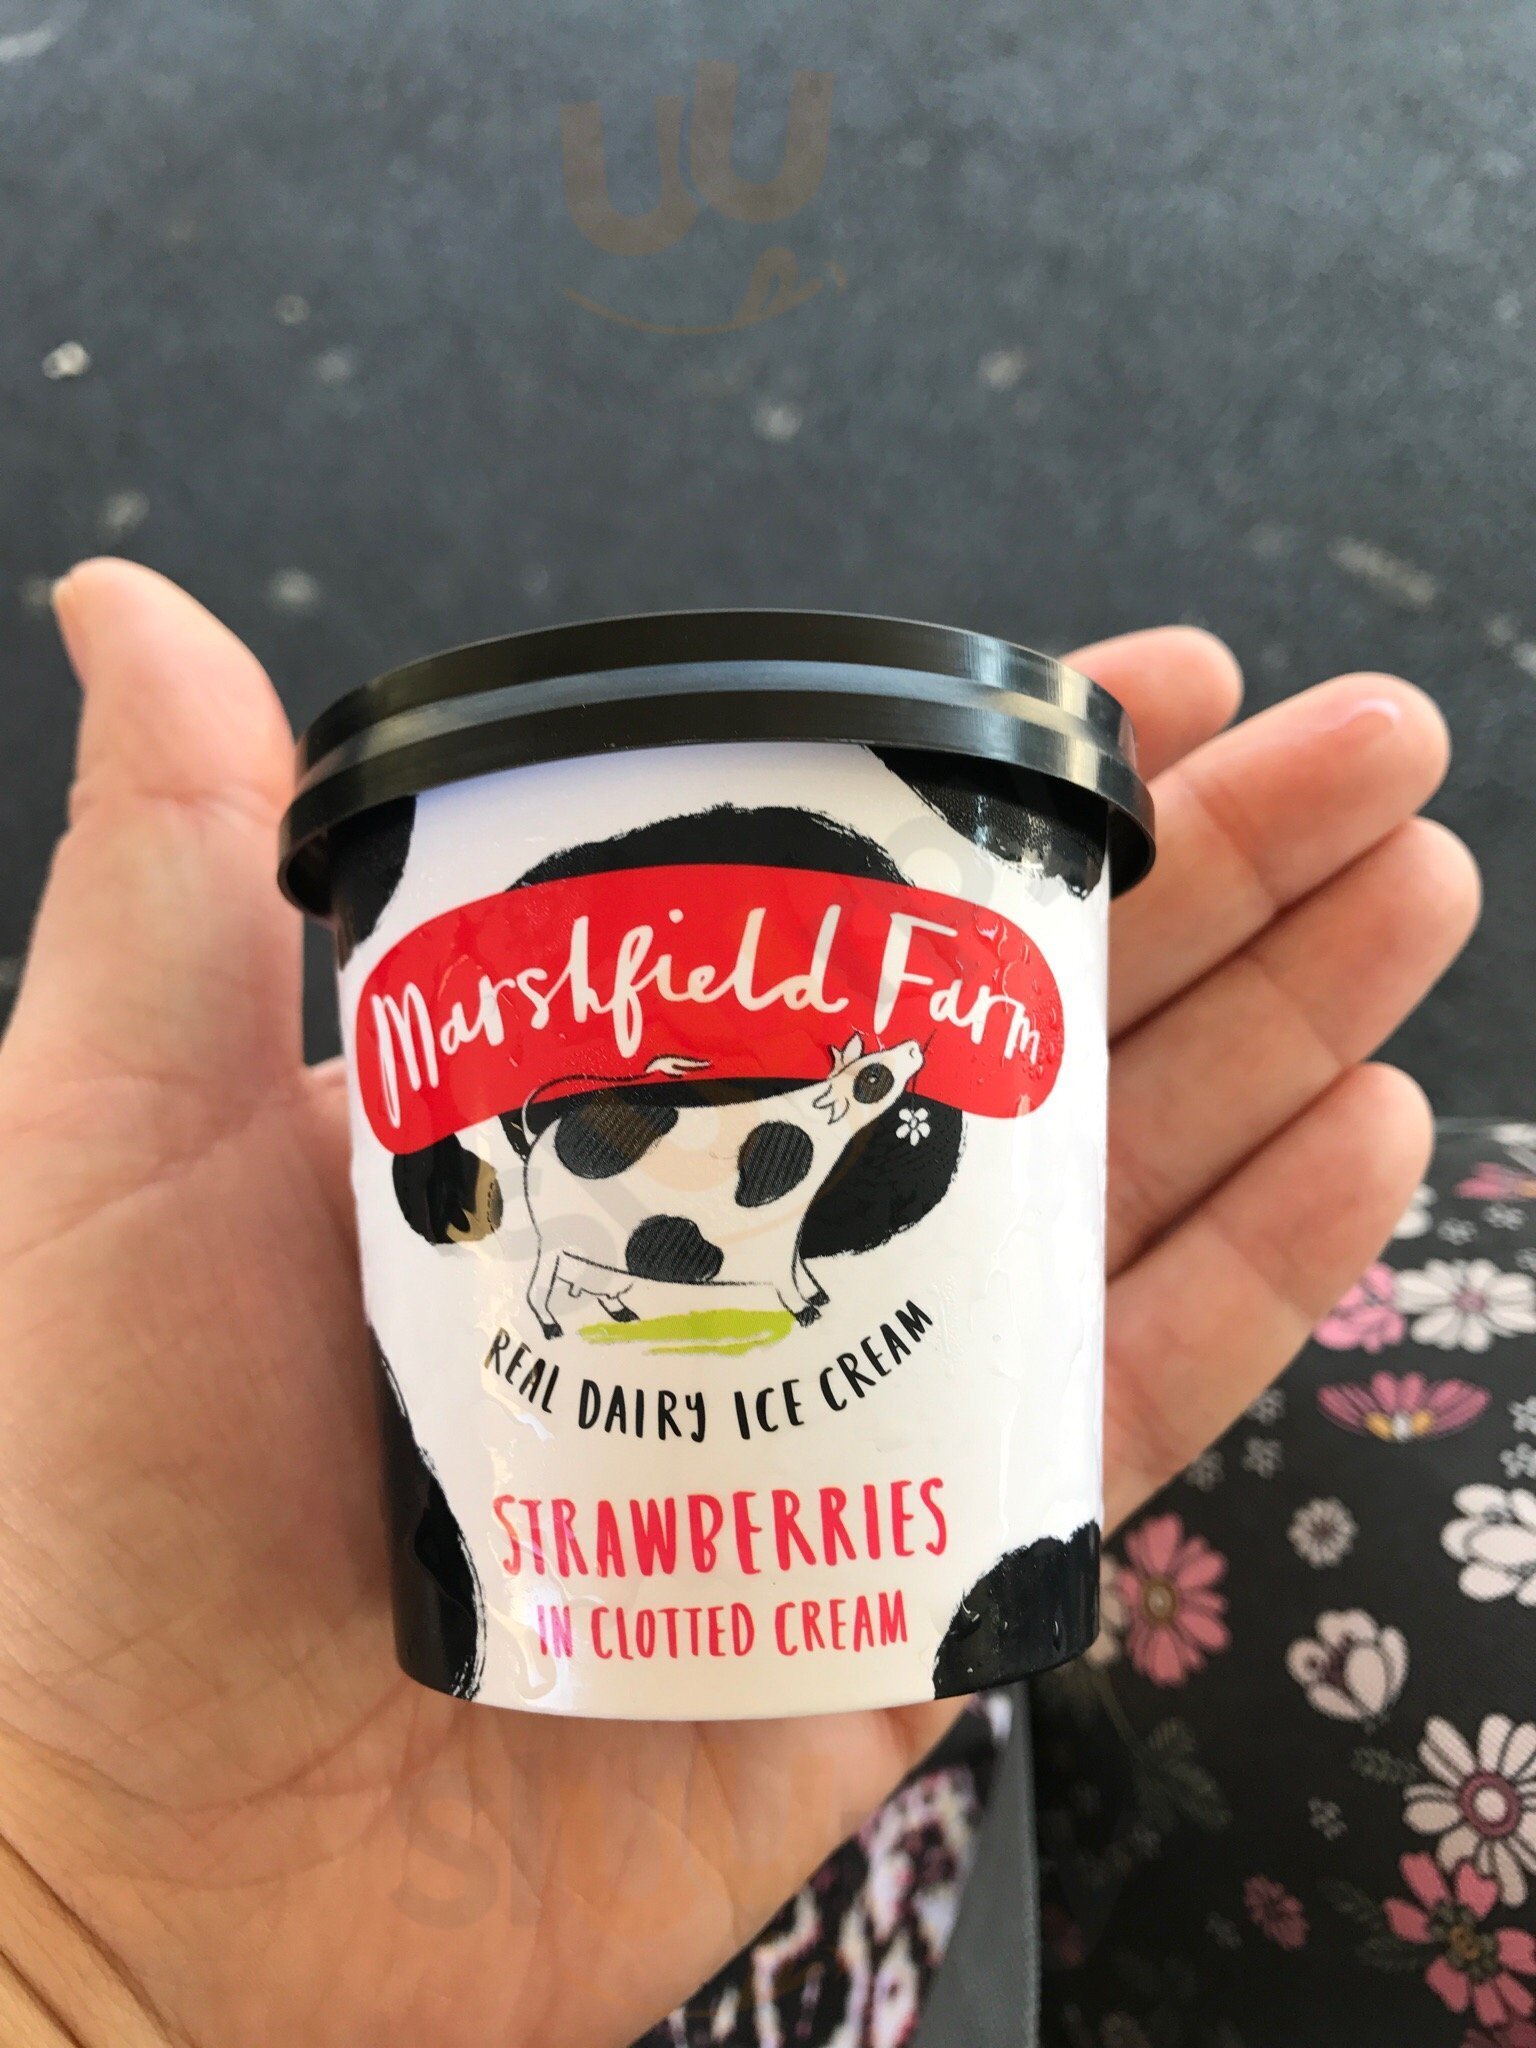 Marshfield Farm
REAL DAIRY ICE CREAM
STRAWBERRIES
IN CLOTTED CREAM